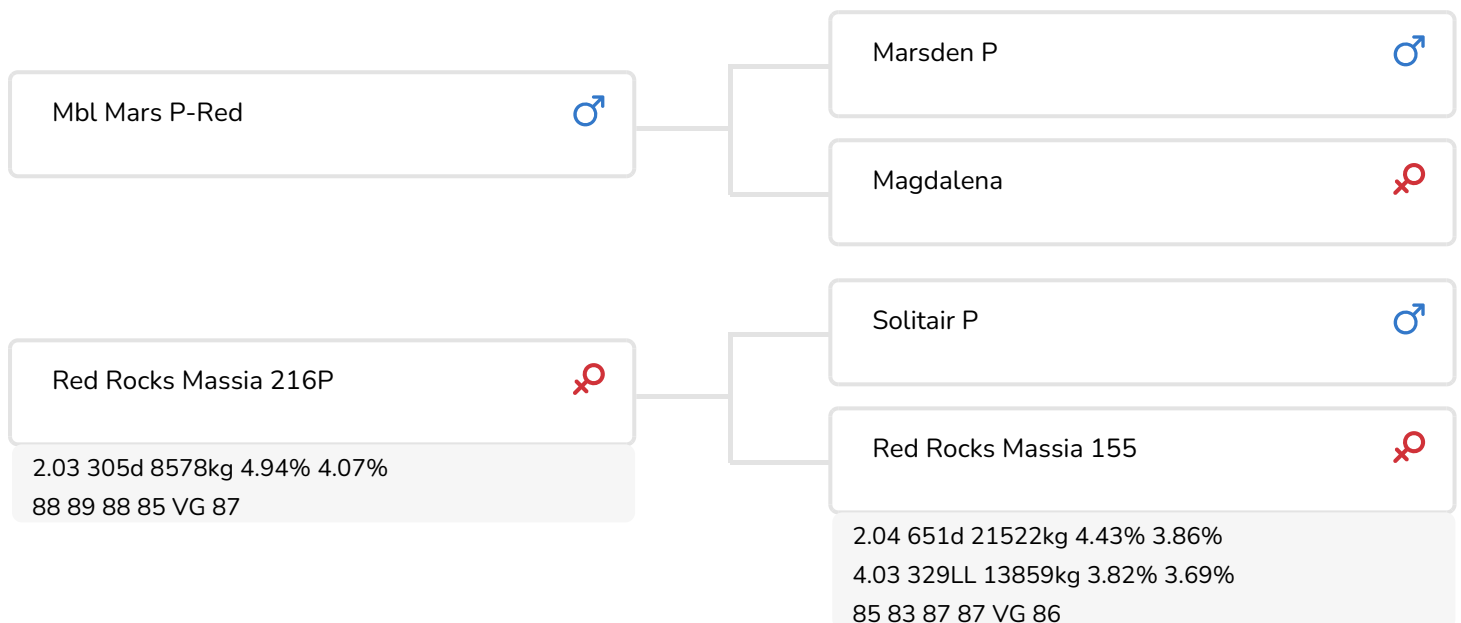 Mbl Mars P-Red
Marsden P
Magdalena
Red Rocks Massia 216P
2.03 305d 8578kg 4.94% 4.07%
88 89 88 85 VG 87
Solitair P
Red Rocks Massia 155
2.04 651d 21522kg 4.43% 3.86%
4.03 329LL 13859kg 3.82% 3.69%
85 83 87 87 VG 86